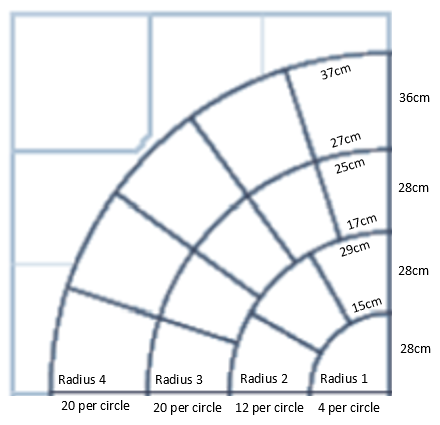 37cm
36cm
27cm
25cm
28cm
17cm
29cm
28cm
15cm
28cm
Radius 4 Radius 3 Radius 2 Radius 1
20 per circle 20 per circle 12 per circle 4 per circle